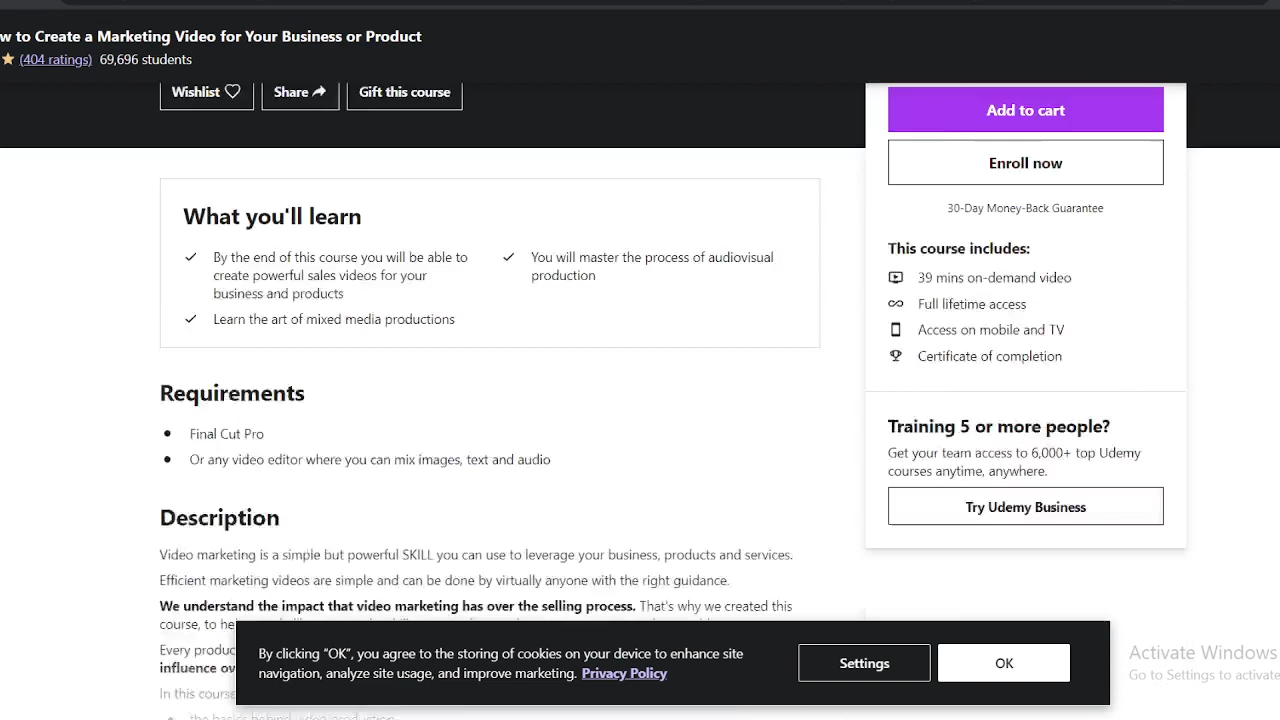 w to Create a Marketing Video for Your Business or Product
(404 ratings) 69,696 students
Wishlist Share Gift this course
Add to cart
Enroll now
30-Day Money-Back Guarantee
This course includes:
39 mins on-demand video
Full lifetime access
Access on mobile and TV
Certificate of completion
Training 5 or more people?
Get your team access to 6,000+ top Udemy
courses anytime, anywhere.
Try Udemy Business
What you'll learn
By the end of this course you will be able to
create powerful sales videos for your
business and products
Learn the art of mixed media productions
You will master the process of audiovisual
production
Requirements
Final Cut Pro
Or any video editor where you can mix images, text and audio
Description
Video marketing is a simple but powerful SKILL you can use to leverage your business, products and services.
Efficient marketing videos are simple and can be done by virtually anyone with the right guidance.
We understand the impact that video marketing has over the selling process. That's why we created this
course, to he
Every produc
influence ov
In this course
the basics behind video production
By clicking “OK”, you agree to the storing of cookies on your device to enhance site
navigation, analyze site usage, and improve marketing. Privacy Policy
Settings
OK
Activate Windows
Go to Settings to activate